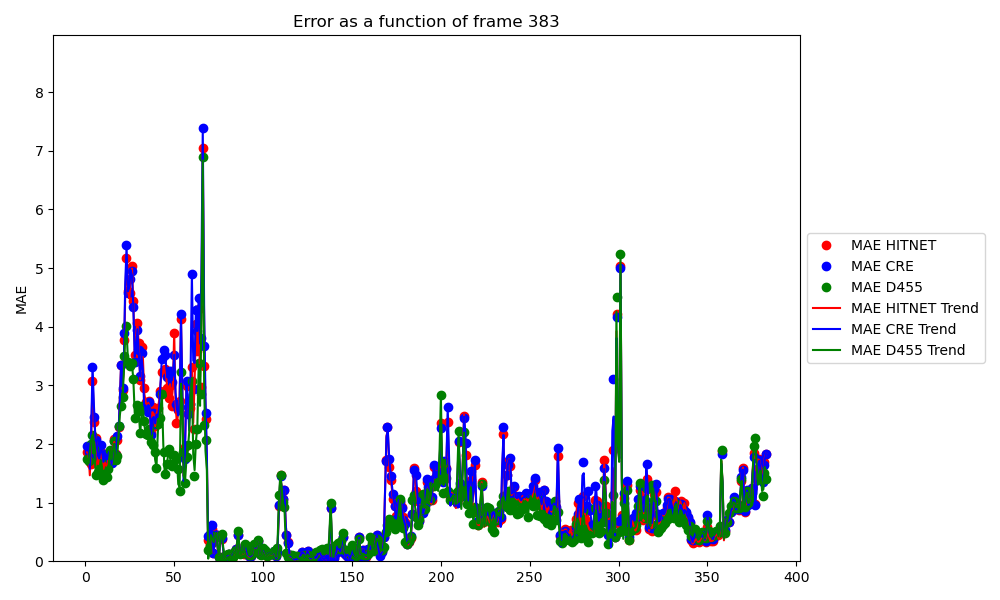 Error as a function of frame 383
MAE
8
7
6
5
4
3
2
1
0
0 50 100 150 200 250 300 350 400
MAE HITNET
MAE CRE
MAE D455
MAE HITNET Trend
MAE CRE Trend
MAE D455 Trend